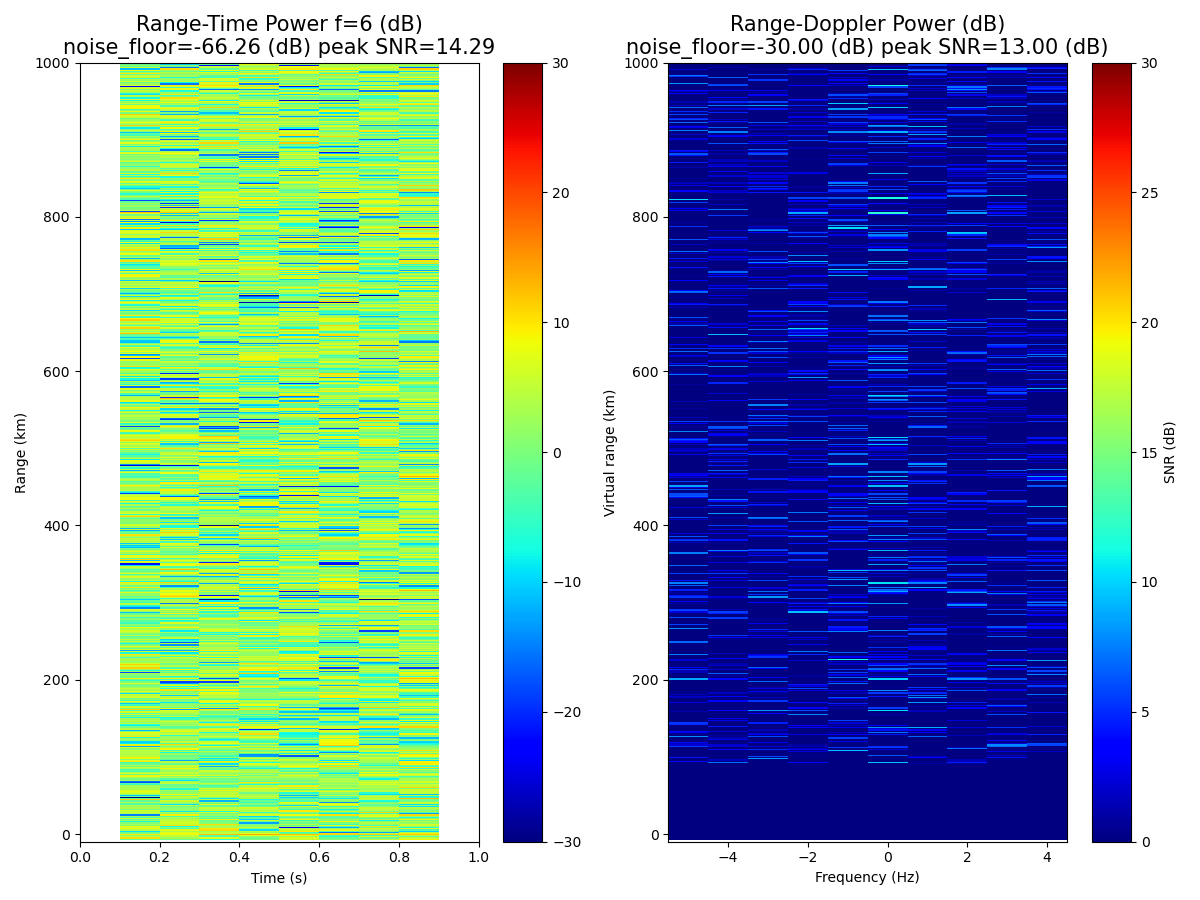 Range-Time Power f=6 (dB)
noise_floor=-66.26 (dB) peak SNR=14.29
Range-Doppler Power (dB)
noise_floor=-30.00 (dB) peak SNR=13.00 (dB)
Range (km)
1000
800
600
400
200
0
0.0 0.2 0.4 0.6 0.8 1.0
Time (s)
30
20
10
0
−10
−20
−30
Virtual range (km)
1000
800
600
400
200
0
−4 −2 0 2 4
Frequency (Hz)
30
25
20
15
10
5
0
SNR (dB)